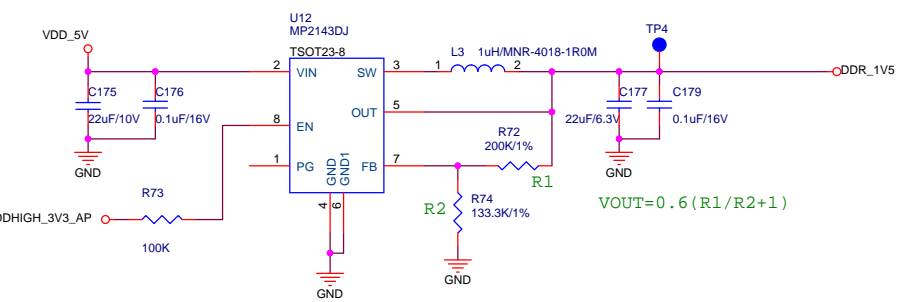 U12
MP2143DJ
TSOT23-8
VDD_5V
TP4
L3 1uH/MNR-4018-1R0M
2 VIN SW 3 1 2
DDR_1V5
C175
C176
C177
C179
22uF/10V
0.1uF/16V
OUT 5
22uF/6.3V
0.1uF/16V
8 EN
R72
200K/1%
1 PG
GND
GND1
FB 7
GND
GND
R1
R73
R74
R2
133.3K/1%
VOUT=0.6(R1/R2+1)
4
6
DDHIGH_3V3_AP
100K
GND
GND